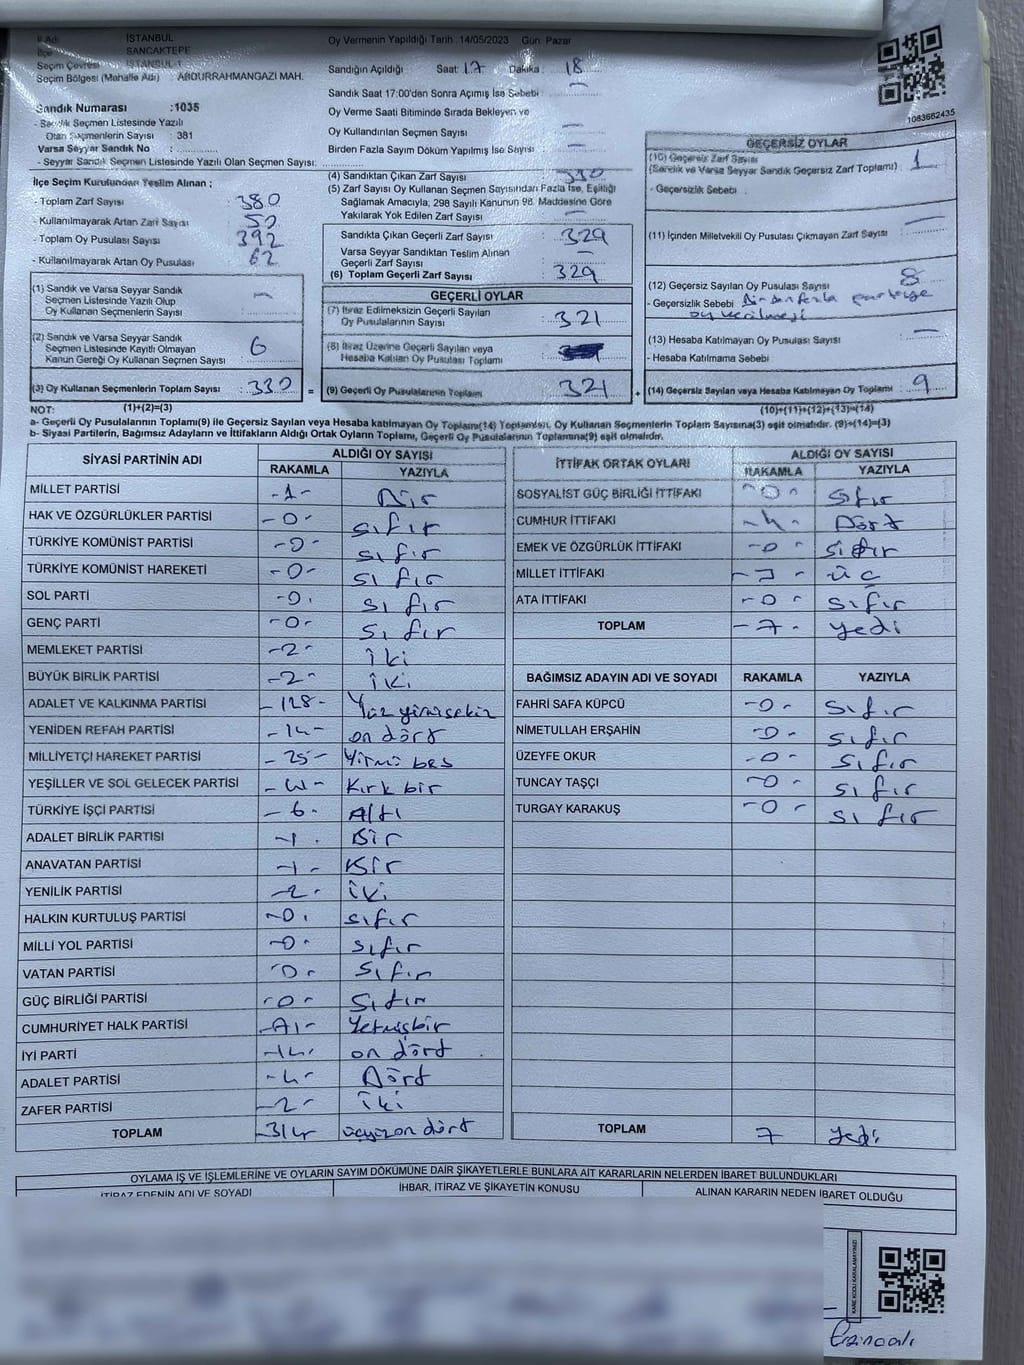 İl Adı : İSTANBUL
İlçe : SANCAKTEPE
Seçim Çevresi : İSTANBUL-1
Seçim Bölgesi (Mahalle Adı) : ABDURRAHMANGAZİ MAH.
Sandık Numarası :1035
- Sandık Seçmen Listesinde Yazılı
Olan Seçmenlerin Sayısı : 381
Varsa Seyyar Sandık No :
- Seyyar Sandık Seçmen Listesinde Yazılı Olan Seçmen Sayısı:
Oy Vermenin Yapıldığı Tarih :14/05/2023 Gün: Pazar
Sandığın Açıldığı Saat: 17 Dakika : 18
Sandık Saat 17:00'den Sonra Açılmış İse Sebebi :
Oy Verme Saati Bitiminde Sırada Bekleyen ve
Oy Kullandırılan Seçmen Sayısı : —
Birden Fazla Sayım Döküm Yapılmış İse Sayısı : —
1083662435
İlçe Seçim Kurulundan Teslim Alınan ;
- Toplam Zarf Sayısı : 380
- Kullanılmayarak Artan Zarf Sayısı : 50
- Toplam Oy Pusulası Sayısı : 392
- Kullanılmayarak Artan Oy Pusulası : 62
(4) Sandıktan Çıkan Zarf Sayısı : 330
(5) Zarf Sayısı Oy Kullanan Seçmen Sayısından Fazla İse, Eşitliği
Sağlamak Amacıyla, 298 Sayılı Kanunun 98. Maddesine Göre
Yakılarak Yok Edilen Zarf Sayısı : —
Sandıkta Çıkan Geçerli Zarf Sayısı : 329
Varsa Seyyar Sandıktan Teslim Alınan
Geçerli Zarf Sayısı : —
(6) Toplam Geçerli Zarf Sayısı : 329
GEÇERSİZ OYLAR
(10) Geçersiz Zarf Sayısı
(Sandık ve Varsa Seyyar Sandık Geçersiz Zarf Toplamı) : 1
- Geçersizlik Sebebi :
(11) İçinden Milletvekili Oy Pusulası Çıkmayan Zarf Sayısı : —
(12) Geçersiz Sayılan Oy Pusulası Sayısı : 8
- Geçersizlik Sebebi : Birden fazla partiye
oy verilmesi
(13) Hesaba Katılmayan Oy Pusulası Sayısı : —
- Hesaba Katılmama Sebebi :
(1) Sandık ve Varsa Seyyar Sandık
Seçmen Listesinde Yazılı Olup
Oy Kullanan Seçmenlerin Sayısı : —
(2) Sandık ve Varsa Seyyar Sandık
Seçmen Listesinde Kayıtlı Olmayan
Kanun Gereği Oy Kullanan Seçmen Sayısı : 6
GEÇERLİ OYLAR
(7) İtiraz Edilmeksizin Geçerli Sayılan
Oy Pusulalarının Sayısı : 321
(8) İtiraz Üzerine Geçerli Sayılan veya
Hesaba Katılan Oy Pusulası Toplamı :
(3) Oy Kullanan Seçmenlerin Toplam Sayısı : 330 = (9) Geçerli Oy Pusulalarının Toplamı : 321 + (14) Geçersiz Sayılan veya Hesaba Katılmayan Oy Toplamı : 9
NOT: (1)+(2)=(3) (10)+(11)+(12)+(13)=(14)
a- Geçerli Oy Pusulalarının Toplamı(9) ile Geçersiz Sayılan veya Hesaba katılmayan Oy Toplamı(14) Toplamları, Oy Kullanan Seçmenlerin Toplam Sayısına(3) eşit olmalıdır. (9)+(14)=(3)
b- Siyasi Partilerin, Bağımsız Adayların ve İttifakların Aldığı Ortak Oyların Toplamı, Geçerli Oy Pusulalarının Toplamına(9) eşit olmalıdır.
SİYASİ PARTİNİN ADI ALDIĞI OY SAYISI
RAKAMLA YAZIYLA
MİLLET PARTİSİ -1- Bir
HAK VE ÖZGÜRLÜKLER PARTİSİ -0- sıfır
TÜRKİYE KOMÜNİST PARTİSİ -0- sıfır
TÜRKİYE KOMÜNİST HAREKETİ -0- sıfır
SOL PARTİ -0- sıfır
GENÇ PARTİ -0- sıfır
MEMLEKET PARTİSİ -2- iki
BÜYÜK BİRLİK PARTİSİ -2- iki
ADALET VE KALKINMA PARTİSİ -128- Yüz yirmisekiz
YENİDEN REFAH PARTİSİ -14- on dört
MİLLİYETÇİ HAREKET PARTİSİ -25- Yirmi beş
YEŞİLLER VE SOL GELECEK PARTİSİ -41- Kırk bir
TÜRKİYE İŞÇİ PARTİSİ -6- Altı
ADALET BİRLİK PARTİSİ -1- Bir
ANAVATAN PARTİSİ -1- Bir
YENİLİK PARTİSİ -2- iki
HALKIN KURTULUŞ PARTİSİ -0- sıfır
MİLLİ YOL PARTİSİ -0- sıfır
VATAN PARTİSİ -0- sıfır
GÜÇ BİRLİĞİ PARTİSİ -0- sıfır
CUMHURİYET HALK PARTİSİ -71- Yetmişbir
İYİ PARTİ -14- on dört
ADALET PARTİSİ -4- Dört
ZAFER PARTİSİ -2- iki
TOPLAM -314 üçyüzon dört
İTTİFAK ORTAK OYLARI ALDIĞI OY SAYISI
RAKAMLA YAZIYLA
SOSYALİST GÜÇ BİRLİĞİ İTTİFAKI -0- sıfır
CUMHUR İTTİFAKI -4- Dört
EMEK VE ÖZGÜRLÜK İTTİFAKI -0- sıfır
MİLLET İTTİFAKI -3- üç
ATA İTTİFAKI -0- sıfır
TOPLAM -7- yedi
BAĞIMSIZ ADAYIN ADI VE SOYADI RAKAMLA YAZIYLA
FAHRİ SAFA KÜPCÜ -0- sıfır
NİMETULLAH ERŞAHİN -0- sıfır
ÜZEYFE OKUR -0- sıfır
TUNCAY TAŞÇI -0- sıfır
TURGAY KARAKUŞ -0- sıfır
TOPLAM 7 yedi
OYLAMA İŞ VE İŞLEMLERİNE VE OYLARIN SAYIM DÖKÜMÜNE DAİR ŞİKAYETLERLE BUNLARA AİT KARARLARIN NELERDEN İBARET BULUNDUKLARI
İTİRAZ EDENİN ADI VE SOYADI İHBAR, İTİRAZ VE ŞİKAYETİN KONUSU ALINAN KARARIN NEDEN İBARET OLDUĞU
KARE KODU KARALAMAYINIZ!
Erzincanlı